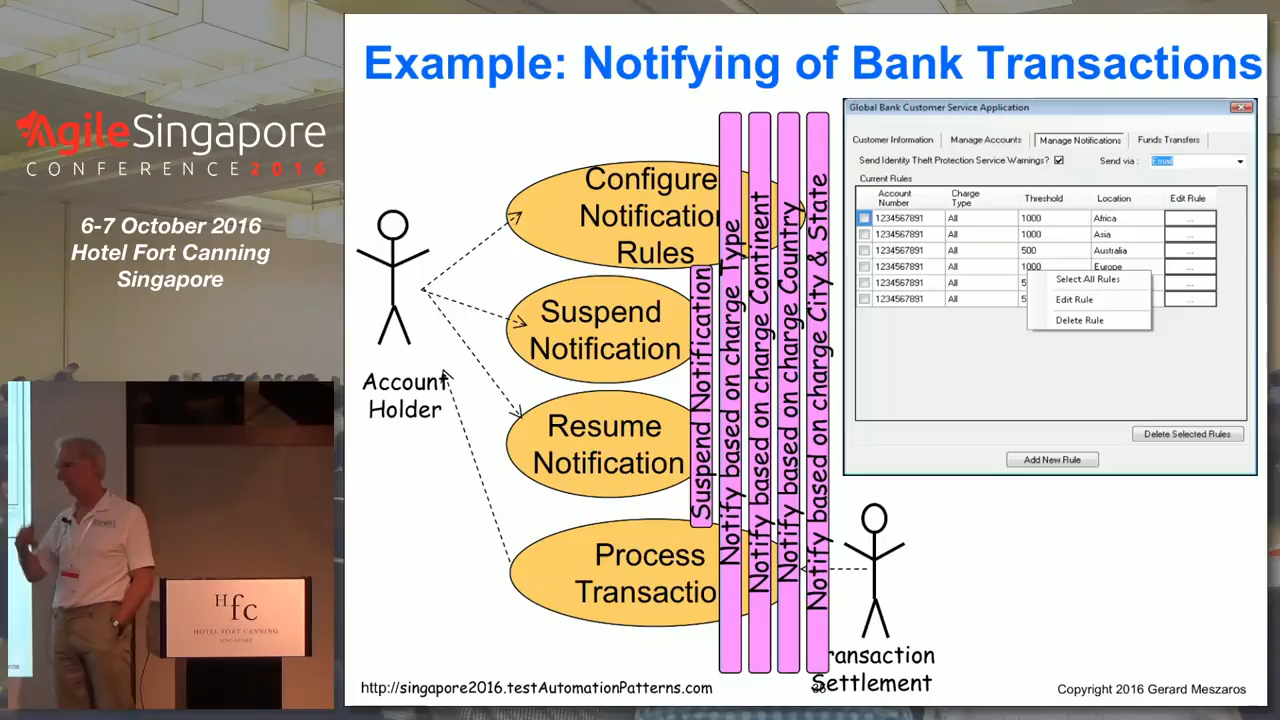 AgileSingapore
CONFERENCE 2016
6-7 October 2016
Hotel Fort Canning
Singapore
Hfc
HOTEL FORT CANNING
SINGAPORE
Example: Notifying of Bank Transactions
Account
Holder
Configure
Notification
Rules
Suspend
Notification
Resume
Notification
Process
Transactio
Suspend Notification
Notify based on charge Type
Notify based on charge Continent
Notify based on charge Country
Notify based on charge City & State
Global Bank Customer Service Application
Customer Information Manage Accounts Manage Notifications Funds Transfers
Send Identity Theft Protection Service Warnings? Send via : Email
Current Rules
Account Number Charge Type Threshold Location Edit Rule
1234567891 All 1000 Africa ...
1234567891 All 1000 Asia ...
1234567891 All 500 Australia ...
1234567891 All 1000 Europe ...
1234567891 All 5 ...
1234567891 All 5 ...
Select All Rules
Edit Rule
Delete Rule
Delete Selected Rules
Add New Rule
ransaction
Settlement
http://singapore2016.testAutomationPatterns.com
Copyright 2016 Gerard Meszaros